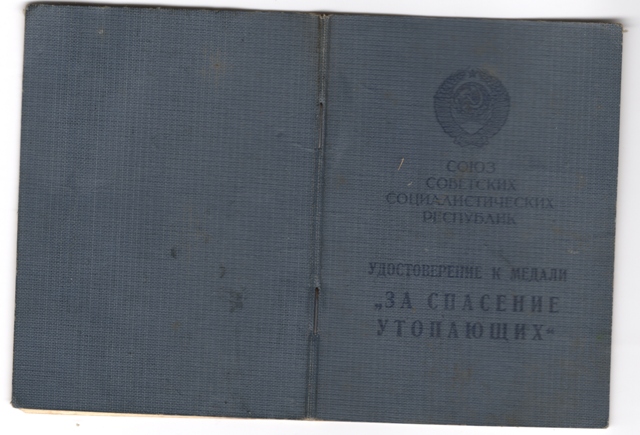 СОЮЗ
СОВЕТСКИХ
СОЦИАЛИСТИЧЕСКИХ
РЕСПУБЛИК
УДОСТОВЕРЕНИЕ К МЕДАЛИ
„ЗА СПАСЕНИЕ
УТОПАЮЩИХ“